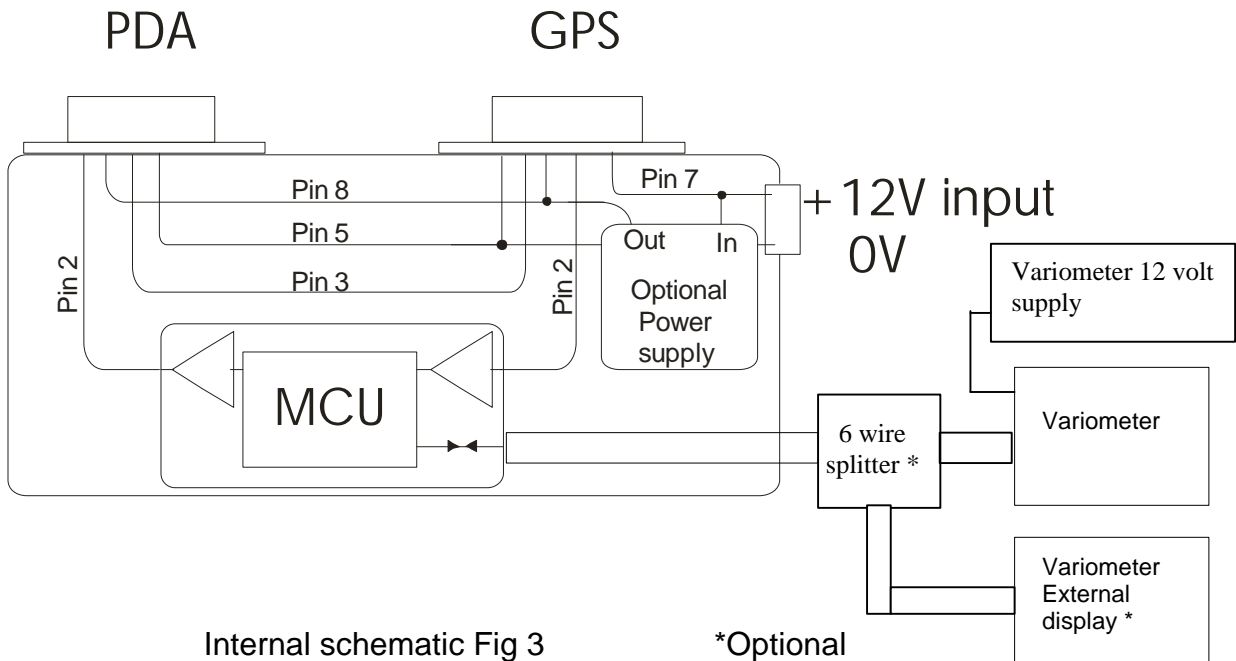 PDA
GPS
Pin 8
Pin 7
+ 12V input
Pin 5
Out
In
0V
Pin 2
Pin 3
Pin 2
Optional
Power
supply
Variometer 12 volt
supply
MCU
6 wire
splitter *
Variometer
Variometer
External
display *
Internal schematic Fig 3
*Optional